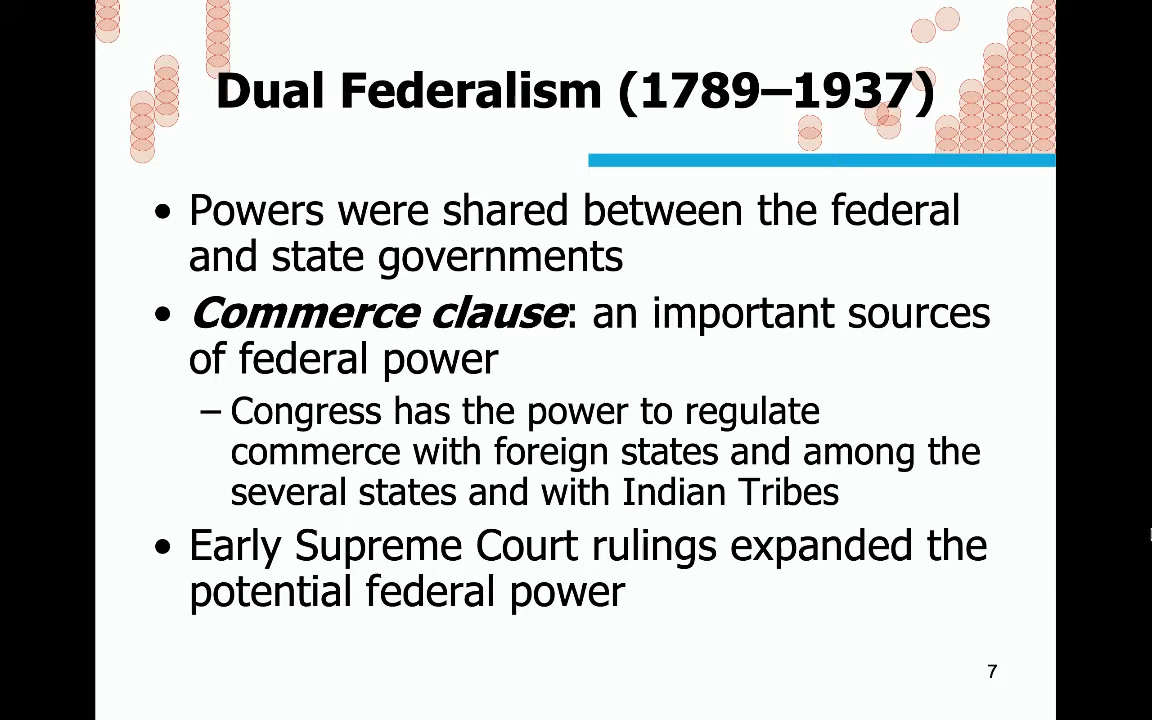 Dual Federalism (1789–1937)
• Powers were shared between the federal
and state governments
• Commerce clause: an important sources
of federal power
– Congress has the power to regulate
commerce with foreign states and among the
several states and with Indian Tribes
• Early Supreme Court rulings expanded the
potential federal power
7